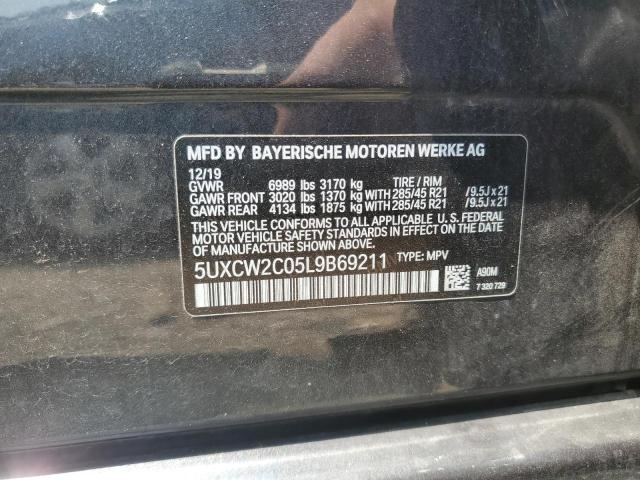 MFD BY BAYERISCHE MOTOREN WERKE AG
12/19
GVWR 6989 lbs 3170 kg TIRE / RIM
GAWR FRONT 3020 lbs 1370 kg WITH 285/45 R21 /9.5J x 21
GAWR REAR 4134 lbs 1875 kg WITH 285/45 R21 /9.5J x 21
THIS VEHICLE CONFORMS TO ALL APPLICABLE U. S. FEDERAL
MOTOR VEHICLE SAFETY STANDARDS IN EFFECT ON THE DATE
OF MANUFACTURE SHOWN ABOVE.
5UXCW2C05L9B69211 TYPE: MPV
A90M
7 320 729